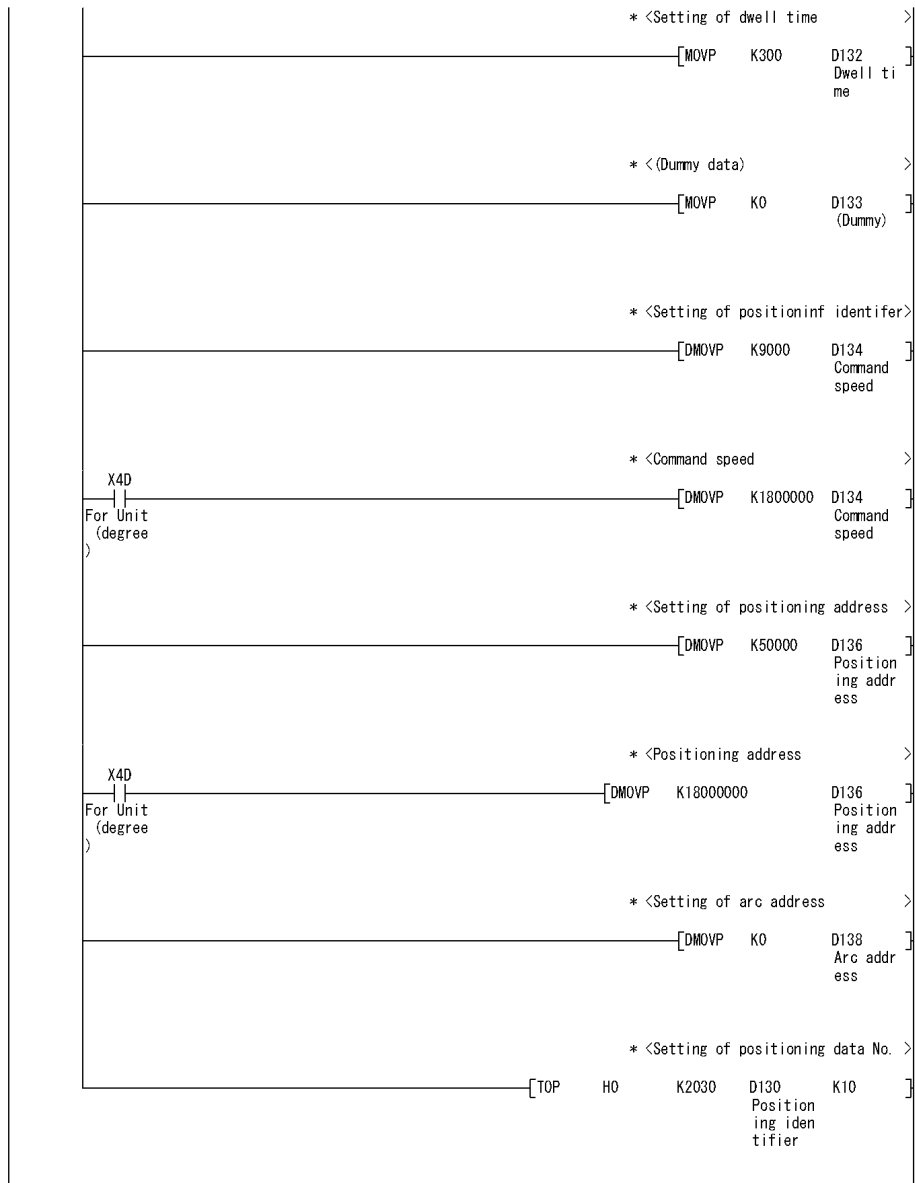 * <Setting of dwell time >
[MOVP K300 D132 ]
Dwell ti
me
* <(Dummy data) >
[MOVP K0 D133 ]
(Dummy)
* <Setting of positioninf identifer>
[DMOVP K9000 D134 ]
Command
speed
* <Command speed >
X4D
[DMOVP K1800000 D134 ]
For Unit
(degree
)
Command
speed
* <Setting of positioning address >
[DMOVP K50000 D136 ]
Position
ing addr
ess
* <Positioning address >
X4D
[DMOVP K18000000 D136 ]
For Unit
(degree
)
Position
ing addr
ess
* <Setting of arc address >
[DMOVP K0 D138 ]
Arc addr
ess
* <Setting of positioning data No. >
[TOP H0 K2030 D130 K10 ]
Position
ing iden
tifier